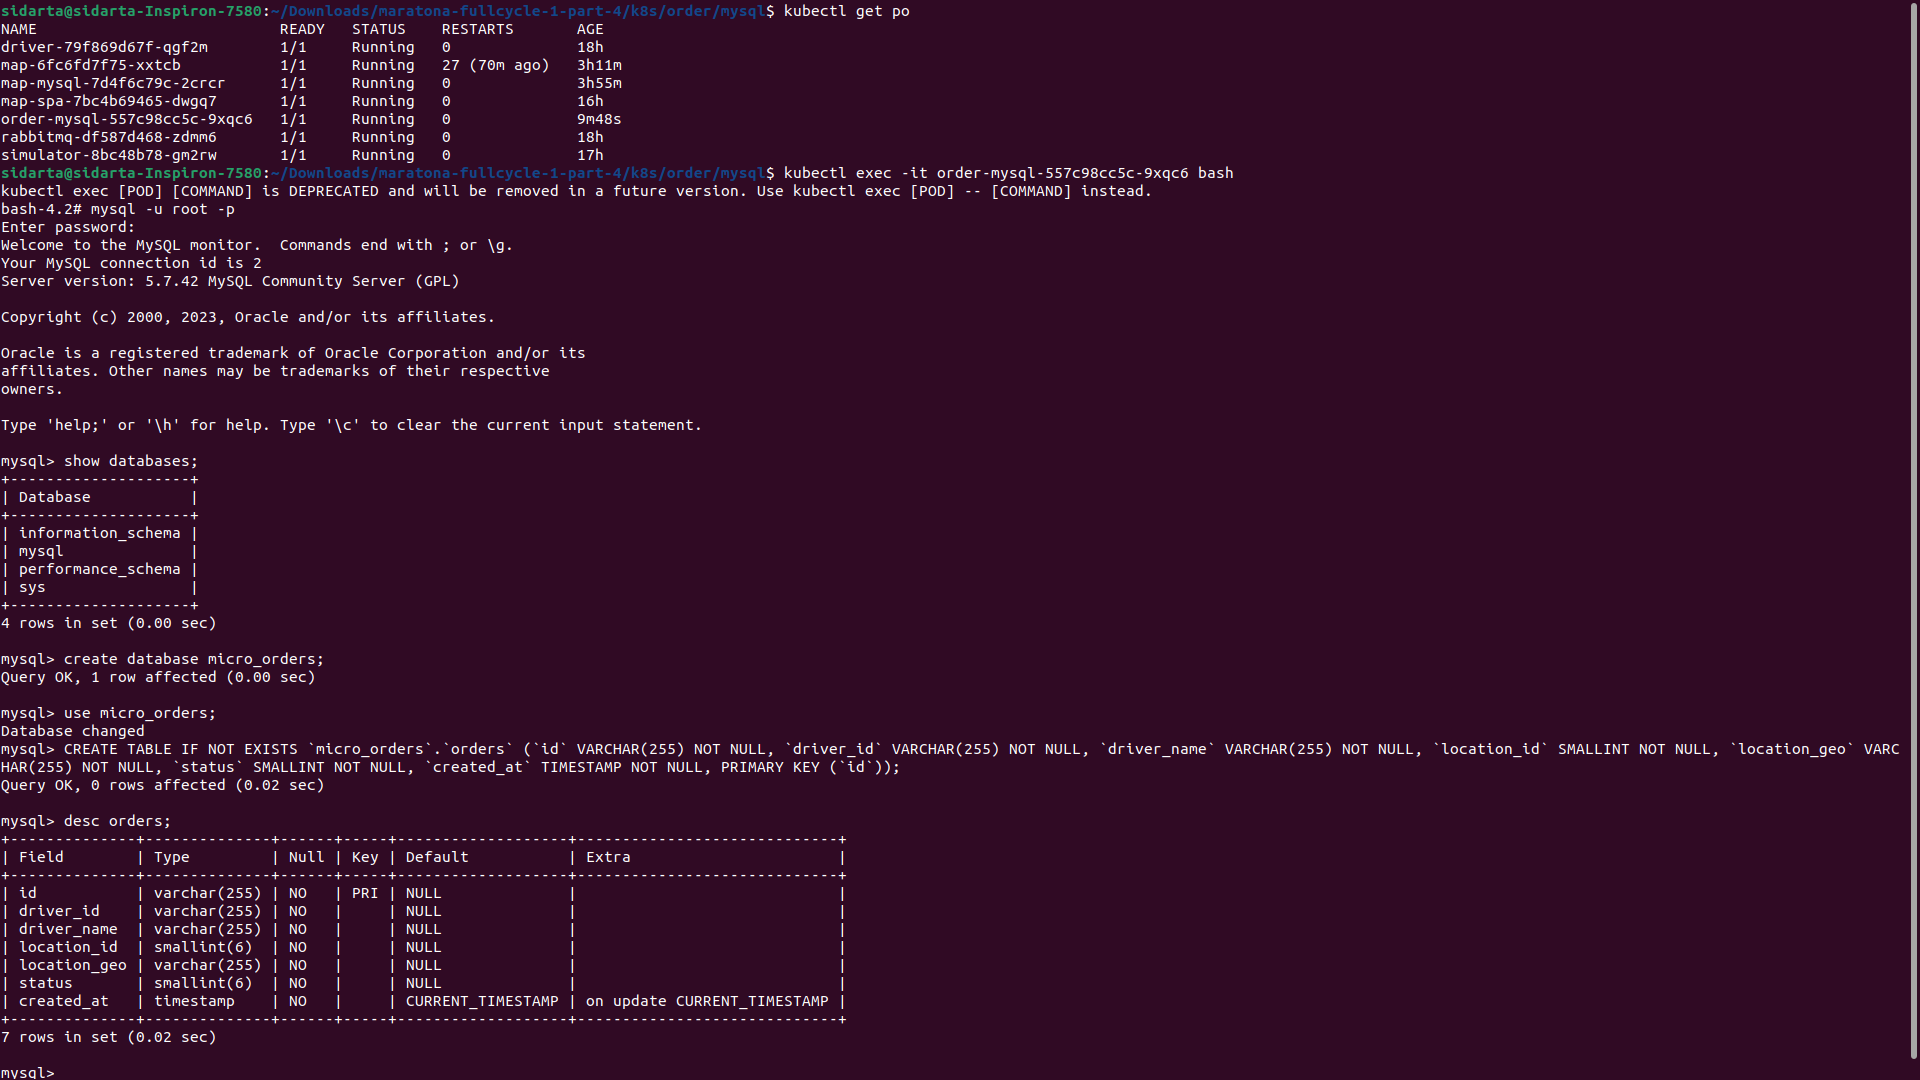 sidarta@sidarta-Inspiron-7580:~/Downloads/maratona-fullcycle-1-part-4/k8s/order/mysql$ kubectl get po
NAME                           READY   STATUS    RESTARTS       AGE
driver-79f869d67f-qgf2m        1/1     Running   0              18h
map-6fc6fd7f75-xxtcb           1/1     Running   27 (70m ago)   3h11m
map-mysql-7d4f6c79c-2crcr      1/1     Running   0              3h55m
map-spa-7bc4b69465-dwgq7       1/1     Running   0              16h
order-mysql-557c98cc5c-9xqc6   1/1     Running   0              9m48s
rabbitmq-df587d468-zdmm6       1/1     Running   0              18h
simulator-8bc48b78-gm2rw       1/1     Running   0              17h
sidarta@sidarta-Inspiron-7580:~/Downloads/maratona-fullcycle-1-part-4/k8s/order/mysql$ kubectl exec -it order-mysql-557c98cc5c-9xqc6 bash
kubectl exec [POD] [COMMAND] is DEPRECATED and will be removed in a future version. Use kubectl exec [POD] -- [COMMAND] instead.
bash-4.2# mysql -u root -p
Enter password:
Welcome to the MySQL monitor.  Commands end with ; or \g.
Your MySQL connection id is 2
Server version: 5.7.42 MySQL Community Server (GPL)

Copyright (c) 2000, 2023, Oracle and/or its affiliates.

Oracle is a registered trademark of Oracle Corporation and/or its
affiliates. Other names may be trademarks of their respective
owners.

Type 'help;' or '\h' for help. Type '\c' to clear the current input statement.

mysql> show databases;
+--------------------+
| Database           |
+--------------------+
| information_schema |
| mysql              |
| performance_schema |
| sys                |
+--------------------+
4 rows in set (0.00 sec)

mysql> create database micro_orders;
Query OK, 1 row affected (0.00 sec)

mysql> use micro_orders;
Database changed
mysql> CREATE TABLE IF NOT EXISTS `micro_orders`.`orders` (`id` VARCHAR(255) NOT NULL, `driver_id` VARCHAR(255) NOT NULL, `driver_name` VARCHAR(255) NOT NULL, `location_id` SMALLINT NOT NULL, `location_geo` VARC
HAR(255) NOT NULL, `status` SMALLINT NOT NULL, `created_at` TIMESTAMP NOT NULL, PRIMARY KEY (`id`));
Query OK, 0 rows affected (0.02 sec)

mysql> desc orders;
+--------------+--------------+------+-----+-------------------+-----------------------------+
| Field        | Type         | Null | Key | Default           | Extra                       |
+--------------+--------------+------+-----+-------------------+-----------------------------+
| id           | varchar(255) | NO   | PRI | NULL              |                             |
| driver_id    | varchar(255) | NO   |     | NULL              |                             |
| driver_name  | varchar(255) | NO   |     | NULL              |                             |
| location_id  | smallint(6)  | NO   |     | NULL              |                             |
| location_geo | varchar(255) | NO   |     | NULL              |                             |
| status       | smallint(6)  | NO   |     | NULL              |                             |
| created_at   | timestamp    | NO   |     | CURRENT_TIMESTAMP | on update CURRENT_TIMESTAMP |
+--------------+--------------+------+-----+-------------------+-----------------------------+
7 rows in set (0.02 sec)

mysql>